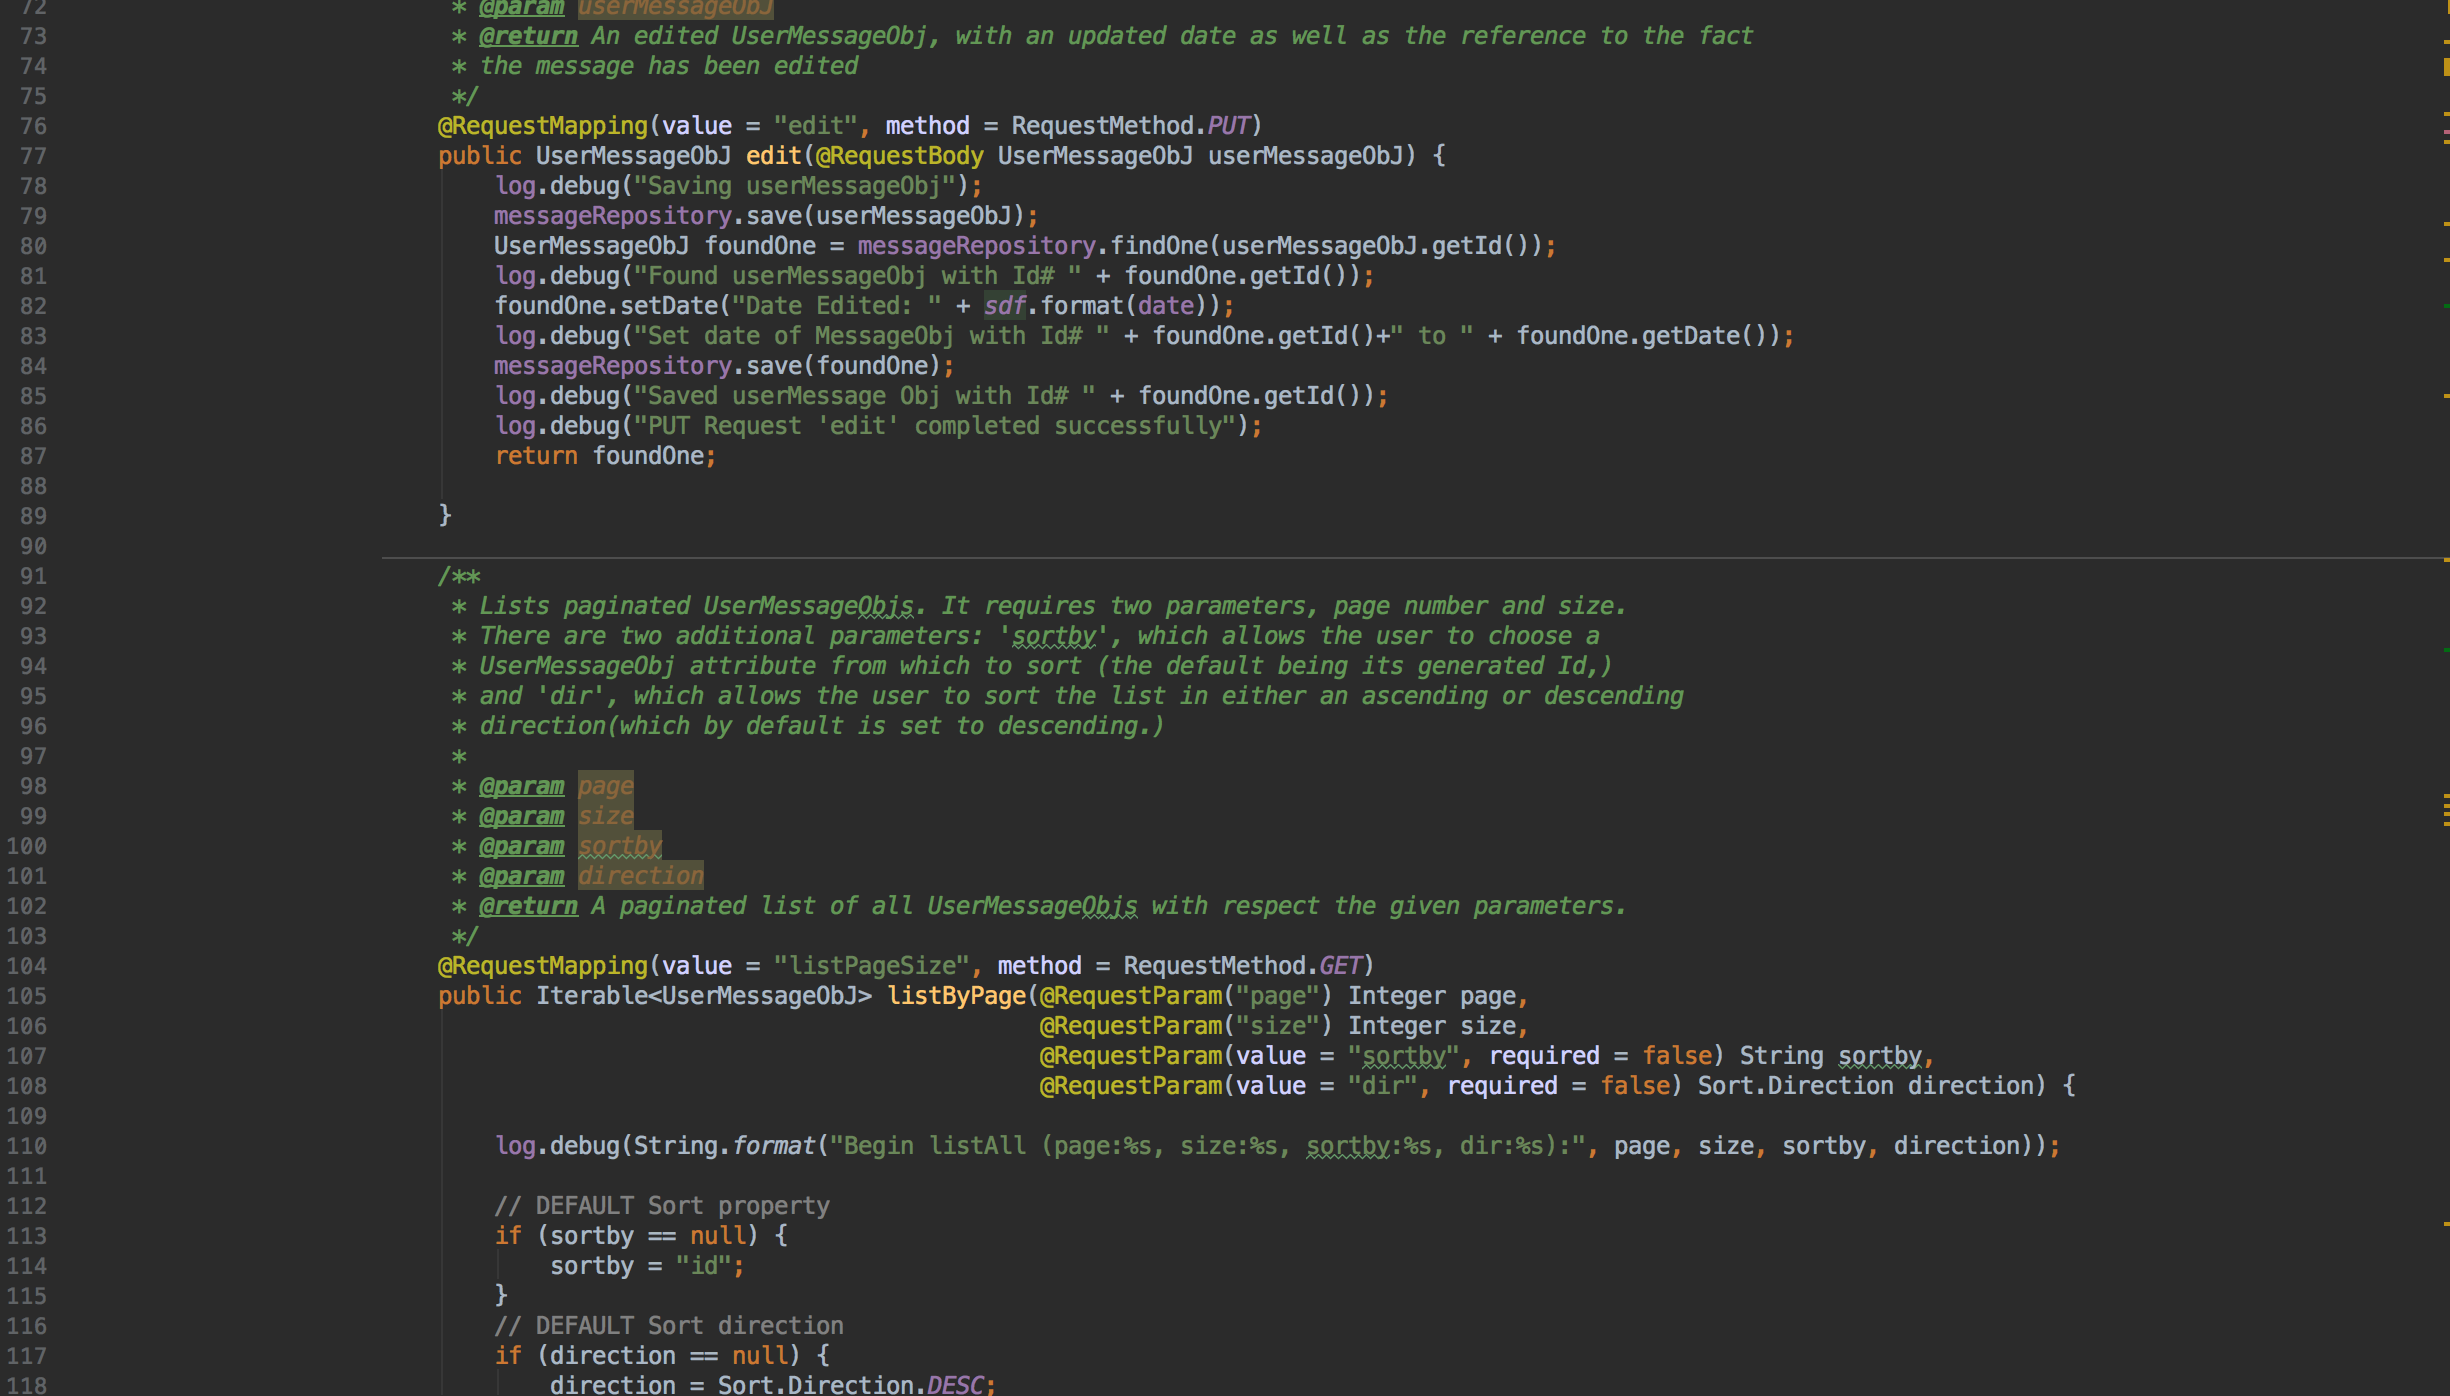 72 * @param userMessageObJ
73 * @return An edited UserMessageObj, with an updated date as well as the reference to the fact
74 * the message has been edited
75 */
76 @RequestMapping(value = "edit", method = RequestMethod.PUT)
77 public UserMessageObJ edit(@RequestBody UserMessageObJ userMessageObJ) {
78 log.debug("Saving userMessageObj");
79 messageRepository.save(userMessageObJ);
80 UserMessageObJ foundOne = messageRepository.findOne(userMessageObJ.getId());
81 log.debug("Found userMessageObj with Id# " + foundOne.getId());
82 foundOne.setDate("Date Edited: " + sdf.format(date));
83 log.debug("Set date of MessageObj with Id# " + foundOne.getId()+" to " + foundOne.getDate());
84 messageRepository.save(foundOne);
85 log.debug("Saved userMessage Obj with Id# " + foundOne.getId());
86 log.debug("PUT Request 'edit' completed successfully");
87 return foundOne;
88
89 }
90
91 /**
92 * Lists paginated UserMessageObjs. It requires two parameters, page number and size.
93 * There are two additional parameters: 'sortby', which allows the user to choose a
94 * UserMessageObj attribute from which to sort (the default being its generated Id,)
95 * and 'dir', which allows the user to sort the list in either an ascending or descending
96 * direction(which by default is set to descending.)
97 *
98 * @param page
99 * @param size
100 * @param sortby
101 * @param direction
102 * @return A paginated list of all UserMessageObjs with respect the given parameters.
103 */
104 @RequestMapping(value = "listPageSize", method = RequestMethod.GET)
105 public Iterable<UserMessageObJ> listByPage(@RequestParam("page") Integer page,
106 @RequestParam("size") Integer size,
107 @RequestParam(value = "sortby", required = false) String sortby,
108 @RequestParam(value = "dir", required = false) Sort.Direction direction) {
109
110 log.debug(String.format("Begin listAll (page:%s, size:%s, sortby:%s, dir:%s):", page, size, sortby, direction));
111
112 // DEFAULT Sort property
113 if (sortby == null) {
114 sortby = "id";
115 }
116 // DEFAULT Sort direction
117 if (direction == null) {
118 direction = Sort.Direction.DESC;